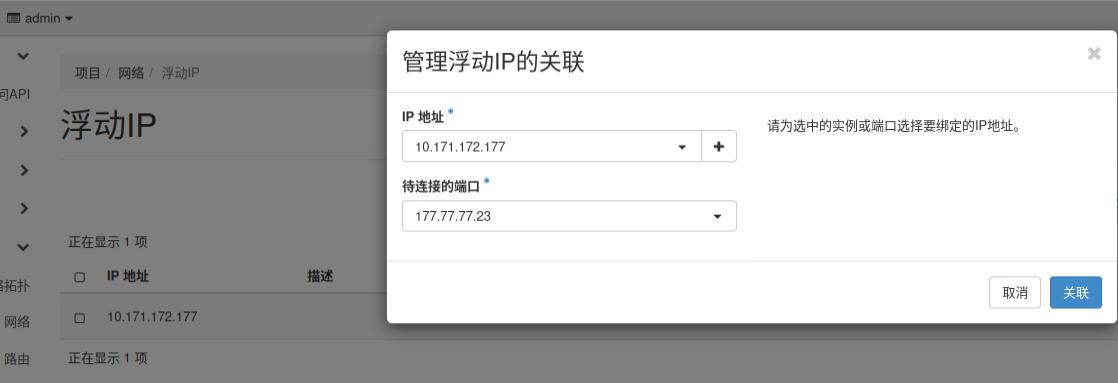 admin
项目 / 网络 / 浮动IP
问API
浮动IP
正在显示 1 项
IP 地址 描述
各拓扑
10.171.172.177
网络
路由
正在显示 1 项
管理浮动IP的关联
×
IP 地址 *
10.171.172.177
请为选中的实例或端口选择要绑定的IP地址。
待连接的端口 *
177.77.77.23
取消 关联